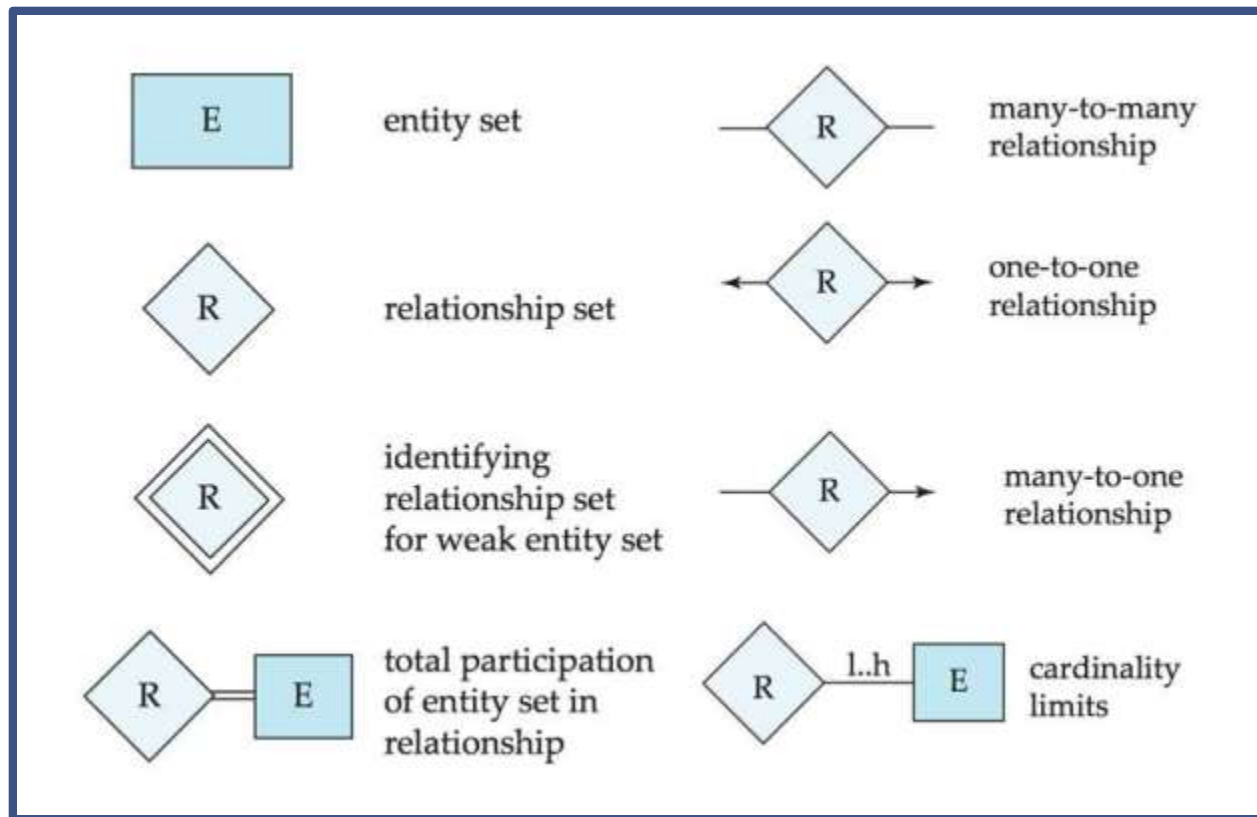 E
entity set
R
relationship set
R
identifying
relationship set
for weak entity set
R
E
total participation
of entity set in
relationship
R
many-to-many
relationship
R
one-to-one
relationship
R
many-to-one
relationship
R
l..h
E
cardinality
limits